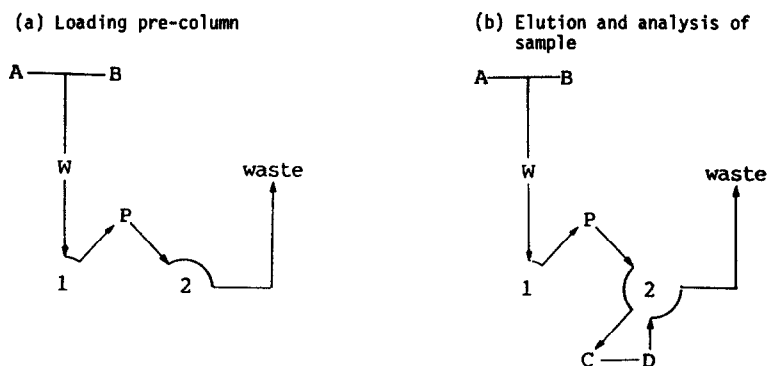 (a) Loading pre-column
(b) Elution and analysis of
sample
A B
W
P
waste
1
2
A B
W
P
waste
1
2
C D